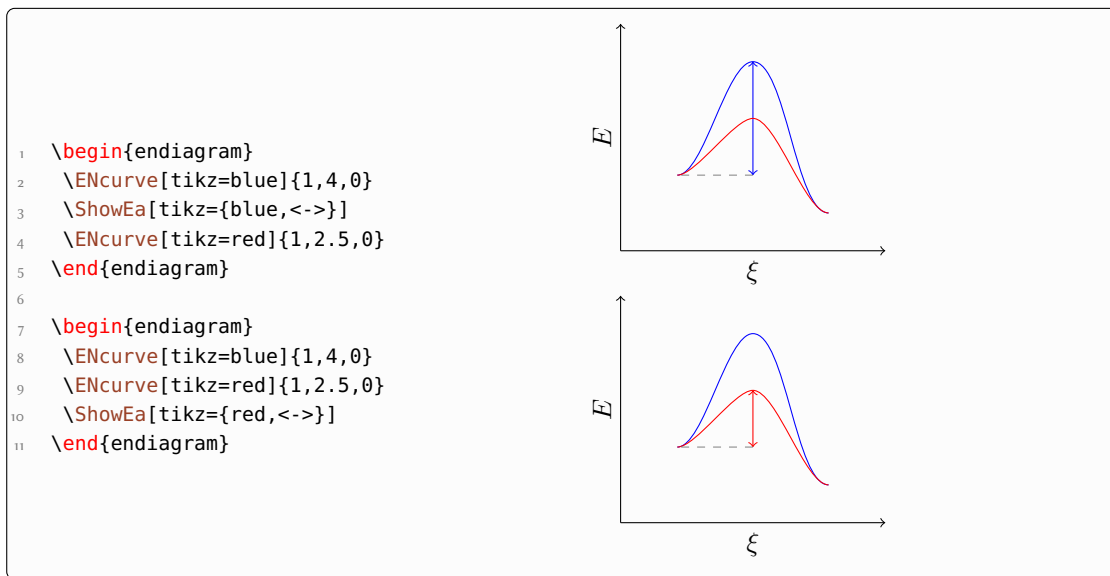 1 \begin{endiagram}
2 \ENcurve[tikz=blue]{1,4,0}
3 \ShowEa[tikz={blue,<->}]
4 \ENcurve[tikz=red]{1,2.5,0}
5 \end{endiagram}
6
7 \begin{endiagram}
8 \ENcurve[tikz=blue]{1,4,0}
9 \ENcurve[tikz=red]{1,2.5,0}
10 \ShowEa[tikz={red,<->}]
11 \end{endiagram}
E
ξ
E
ξ